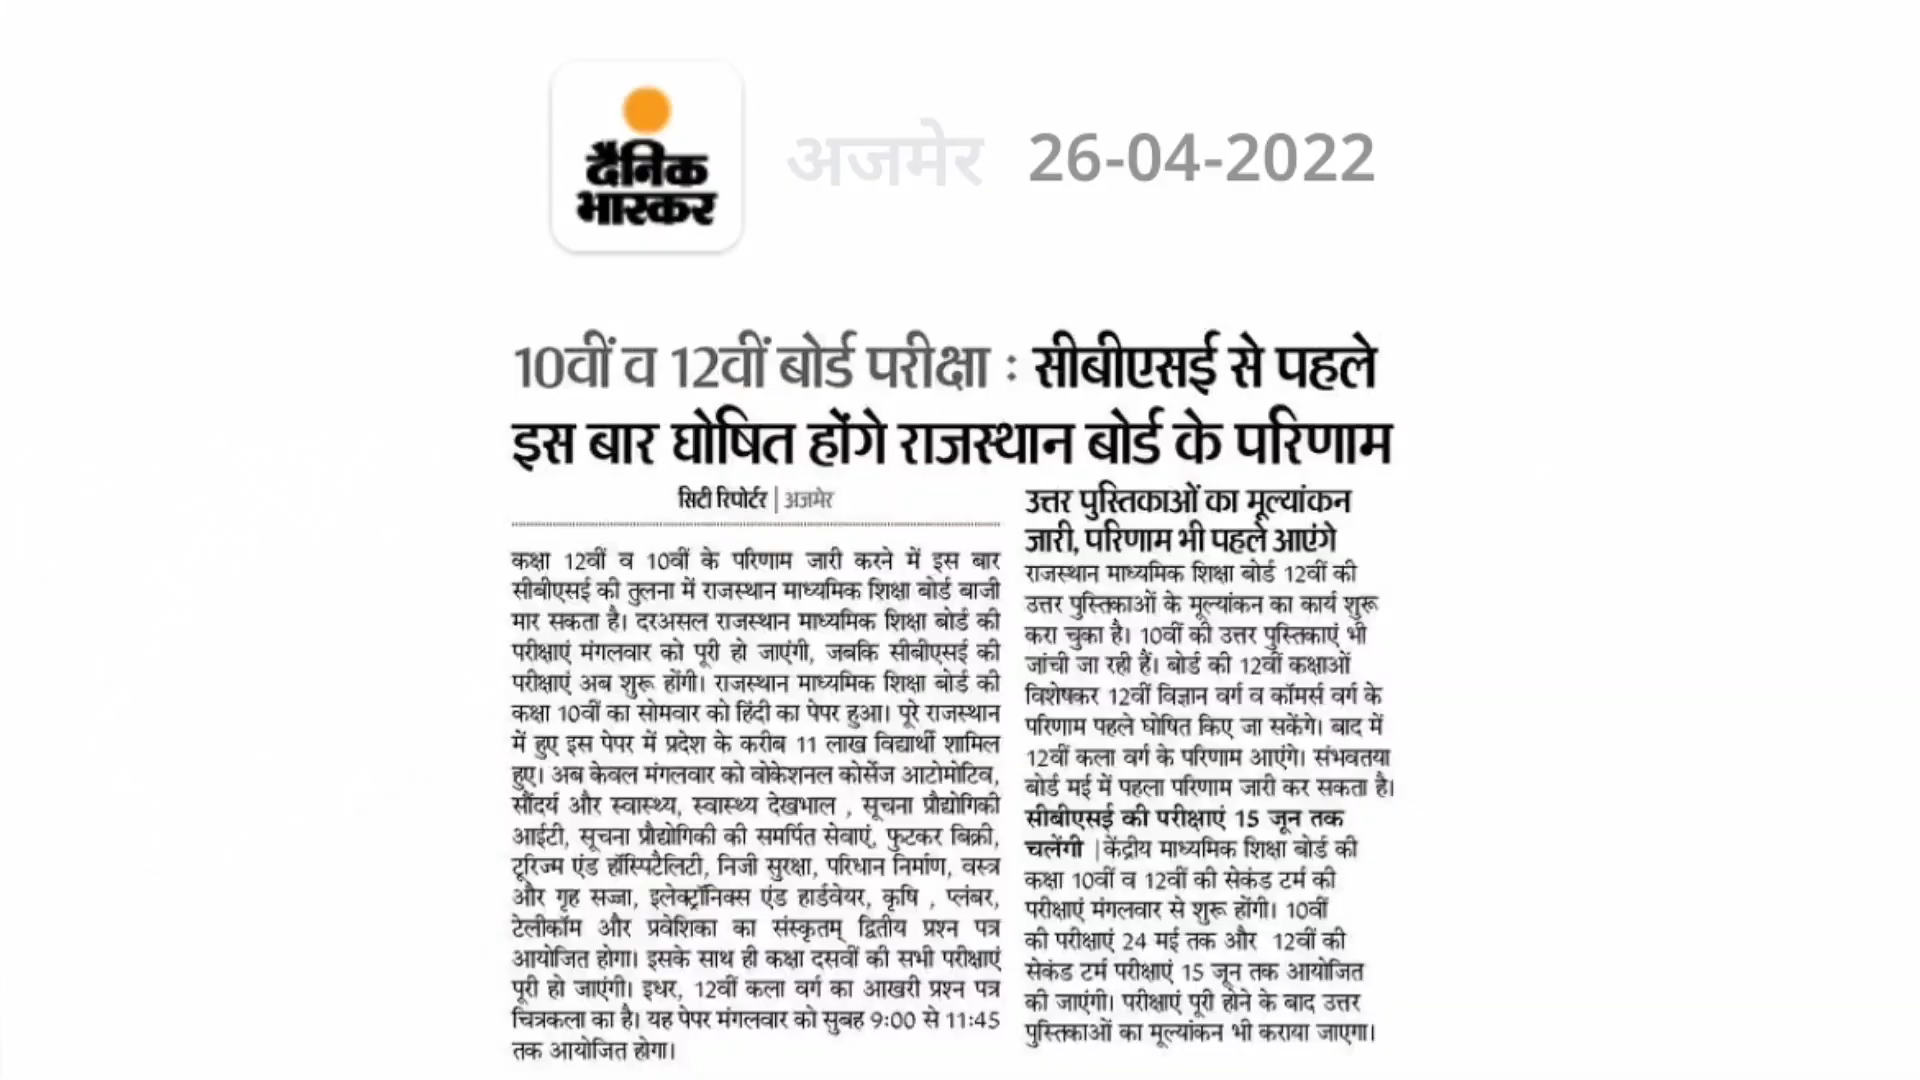 दैनिक
भास्कर
अजमेर 26-04-2022
10वीं व 12वीं बोर्ड परीक्षा : सीबीएसई से पहले
इस बार घोषित होंगे राजस्थान बोर्ड के परिणाम
सिटी रिपोर्टर | अजमेर
कक्षा 12वीं व 10वीं के परिणाम जारी करने में इस बार
सीबीएसई की तुलना में राजस्थान माध्यमिक शिक्षा बोर्ड बाजी
मार सकता है। दरअसल राजस्थान माध्यमिक शिक्षा बोर्ड की
परीक्षाएं मंगलवार को पूरी हो जाएंगी, जबकि सीबीएसई की
परीक्षाएं अब शुरू होंगी। राजस्थान माध्यमिक शिक्षा बोर्ड की
कक्षा 10वीं का सोमवार को हिंदी का पेपर हुआ। पूरे राजस्थान
में हुए इस पेपर में प्रदेश के करीब 11 लाख विद्यार्थी शामिल
हुए। अब केवल मंगलवार को वोकेशनल कोर्सेज आटोमोटिव,
सौंदर्य और स्वास्थ्य, स्वास्थ्य देखभाल , सूचना प्रौद्योगिकी
आईटी, सूचना प्रौद्योगिकी की समर्पित सेवाएं, फुटकर बिक्री,
टूरिज्म एंड हॉस्पिटैलिटी, निजी सुरक्षा, परिधान निर्माण, वस्त्र
और गृह सज्जा, इलेक्ट्रॉनिक्स एंड हार्डवेयर, कृषि , प्लंबर,
टेलीकॉम और प्रवेशिका का संस्कृतम् द्वितीय प्रश्न पत्र
आयोजित होगा। इसके साथ ही कक्षा दसवीं की सभी परीक्षाएं
पूरी हो जाएंगी। इधर, 12वीं कला वर्ग का आखरी प्रश्न पत्र
चित्रकला का है। यह पेपर मंगलवार को सुबह 9:00 से 11:45
तक आयोजित होगा।
उत्तर पुस्तिकाओं का मूल्यांकन
जारी, परिणाम भी पहले आएंगे
राजस्थान माध्यमिक शिक्षा बोर्ड 12वीं की
उत्तर पुस्तिकाओं के मूल्यांकन का कार्य शुरू
करा चुका है। 10वीं की उत्तर पुस्तिकाएं भी
जांची जा रही हैं। बोर्ड की 12वीं कक्षाओं
विशेषकर 12वीं विज्ञान वर्ग व कॉमर्स वर्ग के
परिणाम पहले घोषित किए जा सकेंगे। बाद में
12वीं कला वर्ग के परिणाम आएंगे। संभवतया
बोर्ड मई में पहला परिणाम जारी कर सकता है।
सीबीएसई की परीक्षाएं 15 जून तक
चलेंगी |केंद्रीय माध्यमिक शिक्षा बोर्ड की
कक्षा 10वीं व 12वीं की सेकंड टर्म की
परीक्षाएं मंगलवार से शुरू होंगी। 10वीं
की परीक्षाएं 24 मई तक और 12वीं की
सेकंड टर्म परीक्षाएं 15 जून तक आयोजित
की जाएंगी। परीक्षाएं पूरी होने के बाद उत्तर
पुस्तिकाओं का मूल्यांकन भी कराया जाएगा।